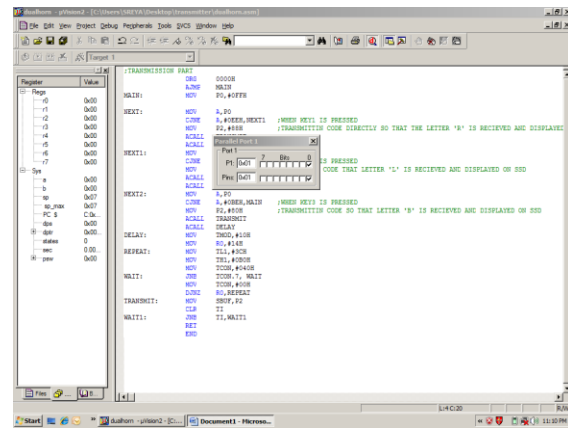 dualhorn - µVision2 - [C:\Users\SREYA\Desktop\transmitter\dualhorn.asm]
File Edit View Project Debug Peripherals Tools SVCS Window Help
Target 1
Register Value
Regs
r0 0x00
r1 0x00
r2 0x00
r3 0x00
r4 0x00
r5 0x00
r6 0x00
r7 0x00
Sys
a 0x00
b 0x00
sp 0x07
sp_max 0x07
PC $ C:0x...
dptr 0x00...
states 0
sec 0.00...
psw 0x00
;TRANSMISSION PART
ORG 0000H
AJMP MAIN
MAIN: MOV P0,#0FFH
NEXT: MOV A,P0
CJNE A,#0EEH,NEXT1 ;WHEN KEY1 IS PRESSED
MOV P2,#88H ;TRANSMITTIN CODE DIRECTLY SO THAT THE LETTER 'R' IS RECIEVED AND DISPLAYED
ACALL
ACALL
NEXT1: MOV
CJNE IS PRESSED
MOV CODE THAT LETTER 'L' IS RECIEVED AND DISPLAYED ON SSD
ACALL
ACALL
NEXT2: MOV A,P0
CJNE A,#0BEH,MAIN ;WHEN KEY3 IS PRESSED
MOV P2,#80H ;TRANSMITTIN CODE SO THAT LETTER 'B' IS RECIEVED AND DISPLAYED ON SSD
ACALL TRANSMIT
ACALL DELAY
DELAY: MOV TMOD,#10H
MOV R0,#14H
REPEAT: MOV TL1,#3CH
MOV TH1,#0B0H
MOV TCON,#040H
WAIT: JNB TCON.7, WAIT
MOV TCON,#00H
DJNZ R0,REPEAT
TRANSMIT: MOV SBUF,P2
CLR TI
WAIT1: JNB TI,WAIT1
RET
END
Parallel Port 1
Port 1
7 Bits 0
P1: 0x01
Pins: 0x01
Files
L:4 C:20 R/W
Start dualhorn - µVision2 - [C:... Document1 - Microso... 11:10 PM